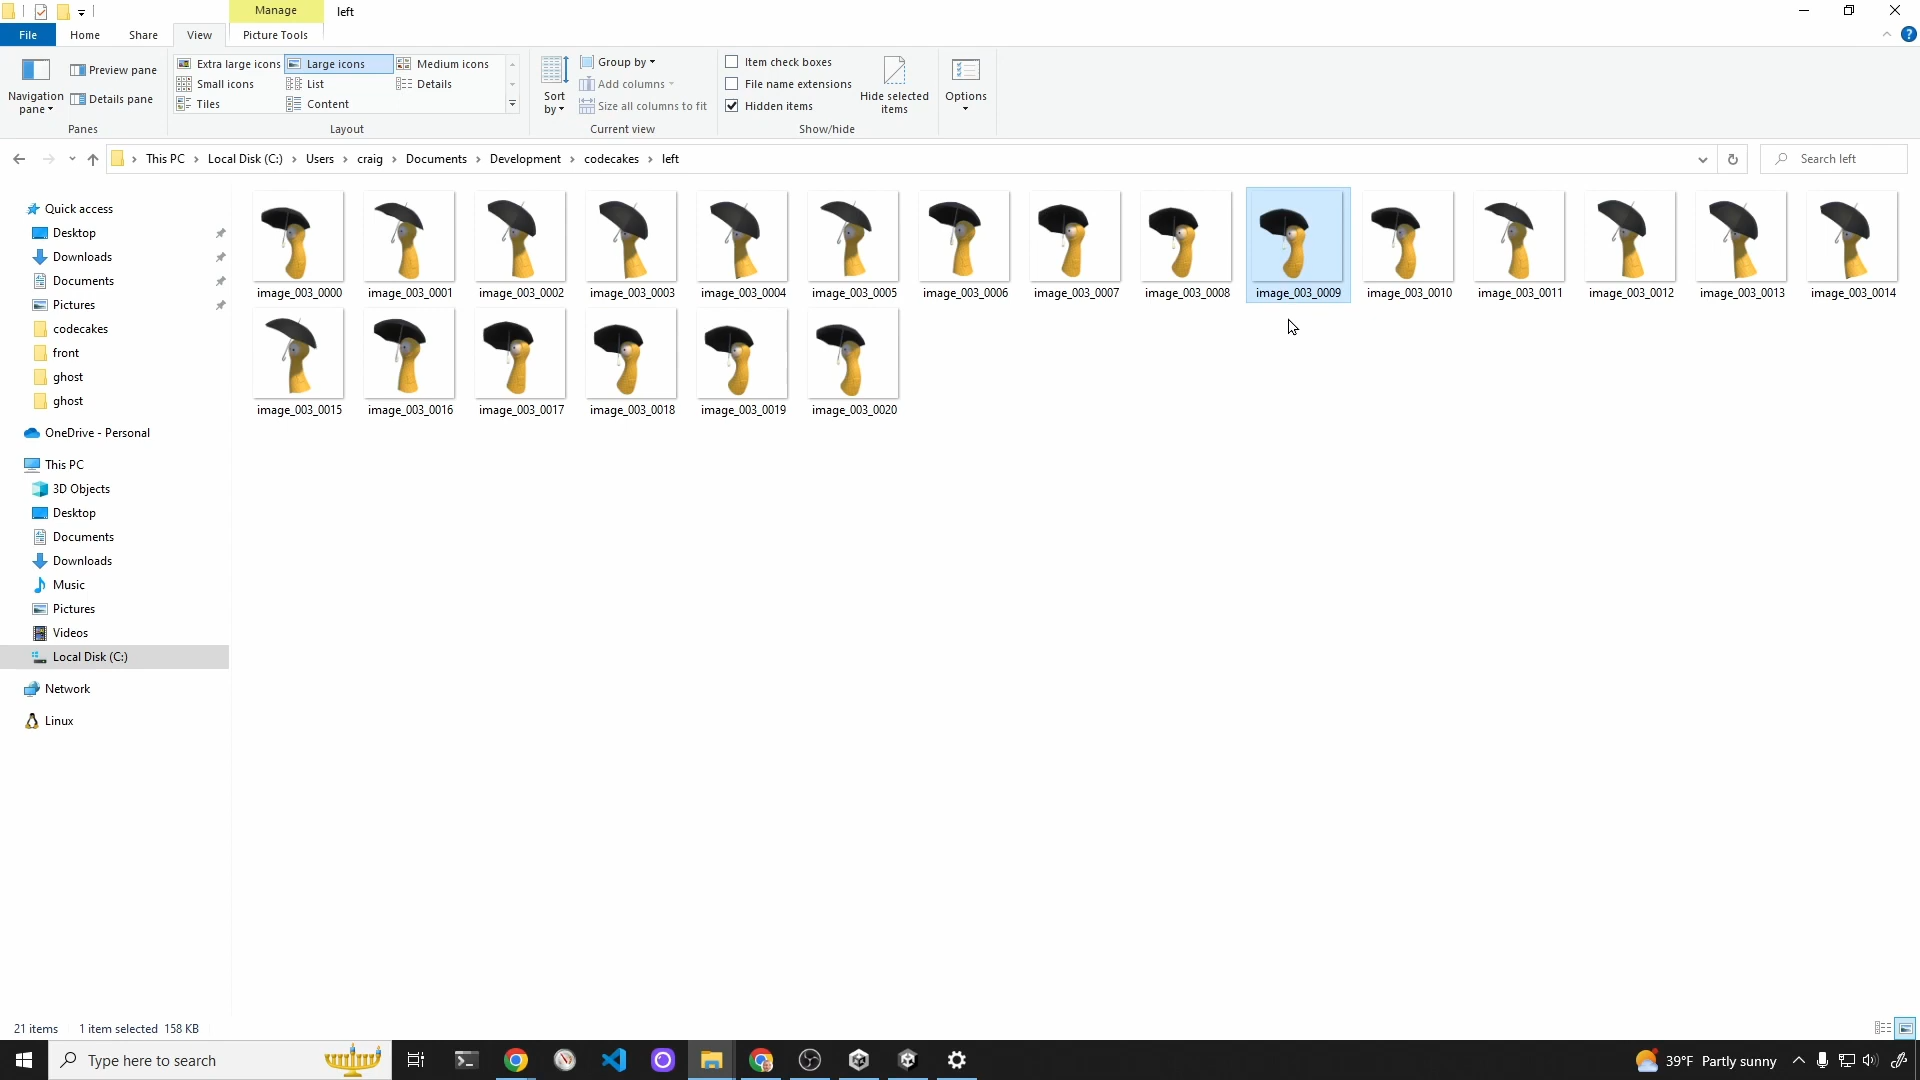 Manage
left
File
Home
Share
View
Picture Tools
Navigation pane
Preview pane
Details pane
Panes
Extra large icons
Large icons
Medium icons
Small icons
List
Details
Tiles
Content
Layout
Sort by
Group by
Add columns
Size all columns to fit
Current view
Item check boxes
File name extensions
Hidden items
Hide selected items
Show/hide
Options
This PC
Local Disk (C:)
Users
craig
Documents
Development
codecakes
left
Search left
Quick access
Desktop
Downloads
Documents
Pictures
codecakes
front
ghost
ghost
OneDrive - Personal
This PC
3D Objects
Desktop
Documents
Downloads
Music
Pictures
Videos
Local Disk (C:)
Network
Linux
image_003_0000
image_003_0001
image_003_0002
image_003_0003
image_003_0004
image_003_0005
image_003_0006
image_003_0007
image_003_0008
image_003_0009
image_003_0010
image_003_0011
image_003_0012
image_003_0013
image_003_0014
image_003_0015
image_003_0016
image_003_0017
image_003_0018
image_003_0019
image_003_0020
21 items
1 item selected 158 KB
Type here to search
39°F Partly sunny